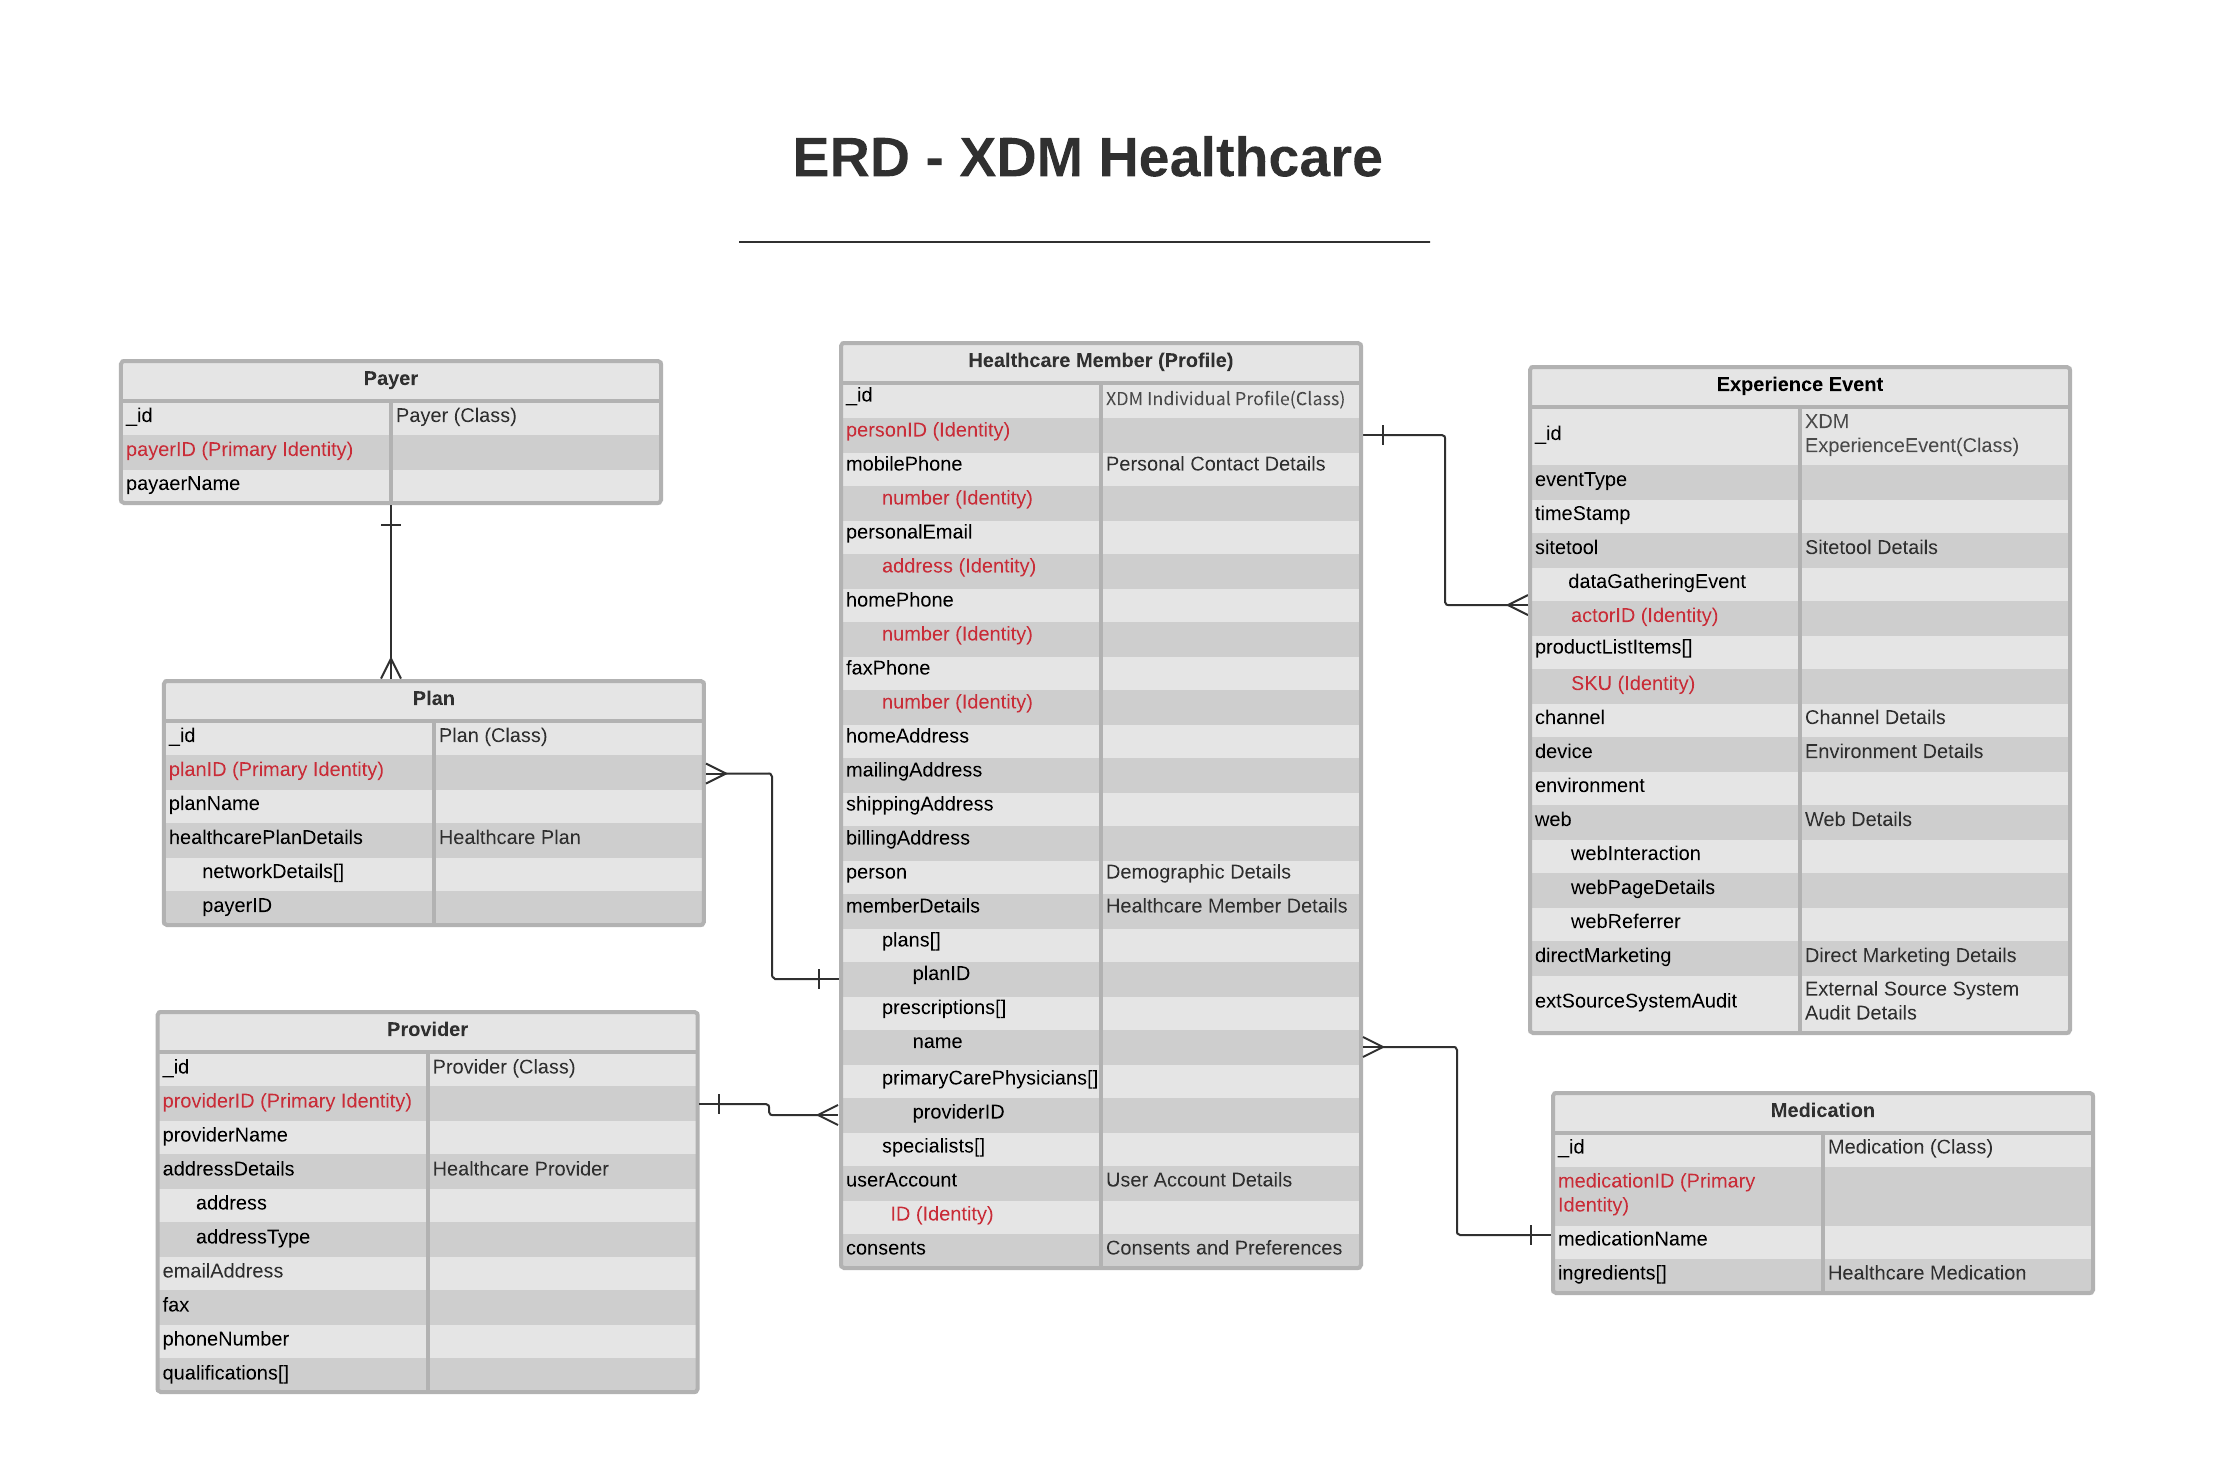 ERD - XDM Healthcare
Payer
_id Payer (Class)
payerID (Primary Identity)
payaerName
Plan
_id Plan (Class)
planID (Primary Identity)
planName
healthcarePlanDetails Healthcare Plan
networkDetails[]
payerID
Provider
_id Provider (Class)
providerID (Primary Identity)
providerName
addressDetails Healthcare Provider
address
addressType
emailAddress
fax
phoneNumber
qualifications[]
Healthcare Member (Profile)
_id XDM Individual Profile(Class)
personID (Identity)
mobilePhone Personal Contact Details
number (Identity)
personalEmail
address (Identity)
homePhone
number (Identity)
faxPhone
number (Identity)
homeAddress
mailingAddress
shippingAddress
billingAddress
person Demographic Details
memberDetails Healthcare Member Details
plans[]
planID
prescriptions[]
name
primaryCarePhysicians[]
providerID
specialists[]
userAccount User Account Details
ID (Identity)
consents Consents and Preferences
Experience Event
_id XDM
ExperienceEvent(Class)
eventType
timeStamp
sitetool Sitetool Details
dataGatheringEvent
actorID (Identity)
productListItems[]
SKU (Identity)
channel Channel Details
device Environment Details
environment
web Web Details
webInteraction
webPageDetails
webReferrer
directMarketing Direct Marketing Details
extSourceSystemAudit External Source System
Audit Details
Medication
_id Medication (Class)
medicationID (Primary
Identity)
medicationName
ingredients[] Healthcare Medication